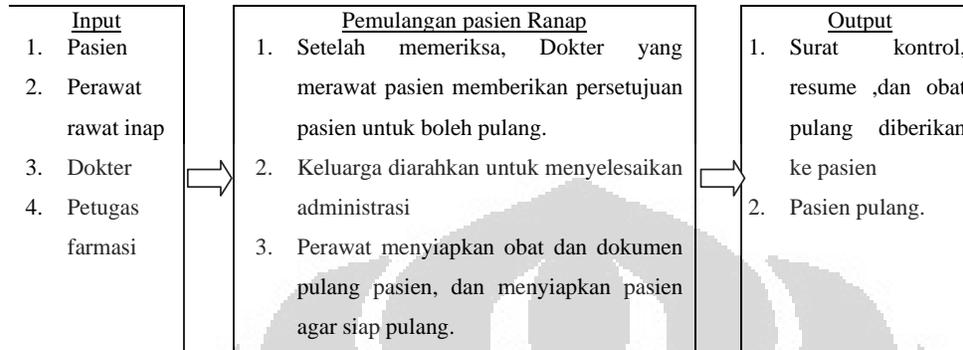 Input
1. Pasien
2. Perawat
rawat inap
3. Dokter
4. Petugas
farmasi
Pemulangan pasien Ranap
1. Setelah memeriksa, Dokter yang
merawat pasien memberikan persetujuan
pasien untuk boleh pulang.
2. Keluarga diarahkan untuk menyelesaikan
administrasi
3. Perawat menyiapkan obat dan dokumen
pulang pasien, dan menyiapkan pasien
agar siap pulang.
Output
1. Surat kontrol,
resume ,dan obat
pulang diberikan
ke pasien
2. Pasien pulang.